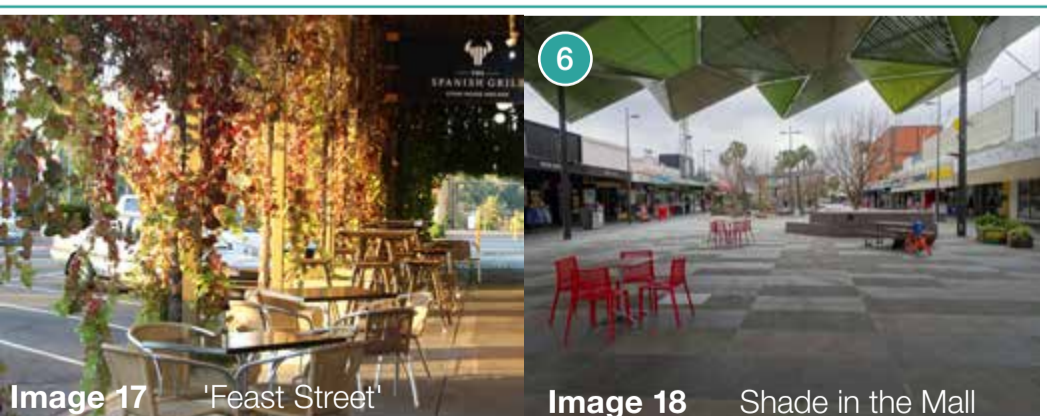 THE
SPANISH GRILL
6
Image 17 'Feast Street'
Image 18 Shade in the Mall